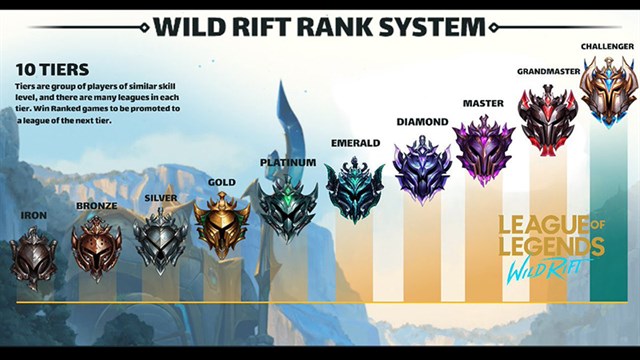 WILD RIFT RANK SYSTEM
10 TIERS
Tiers are group of players of similar skill
level, and there are many leagues in each
tier. Win Ranked games to be promoted to
a league of the next tier.
IRON
BRONZE
SILVER
GOLD
PLATINUM
EMERALD
DIAMOND
MASTER
GRANDMASTER
CHALLENGER
LEAGUE OF
LEGENDS
WILD RIFT